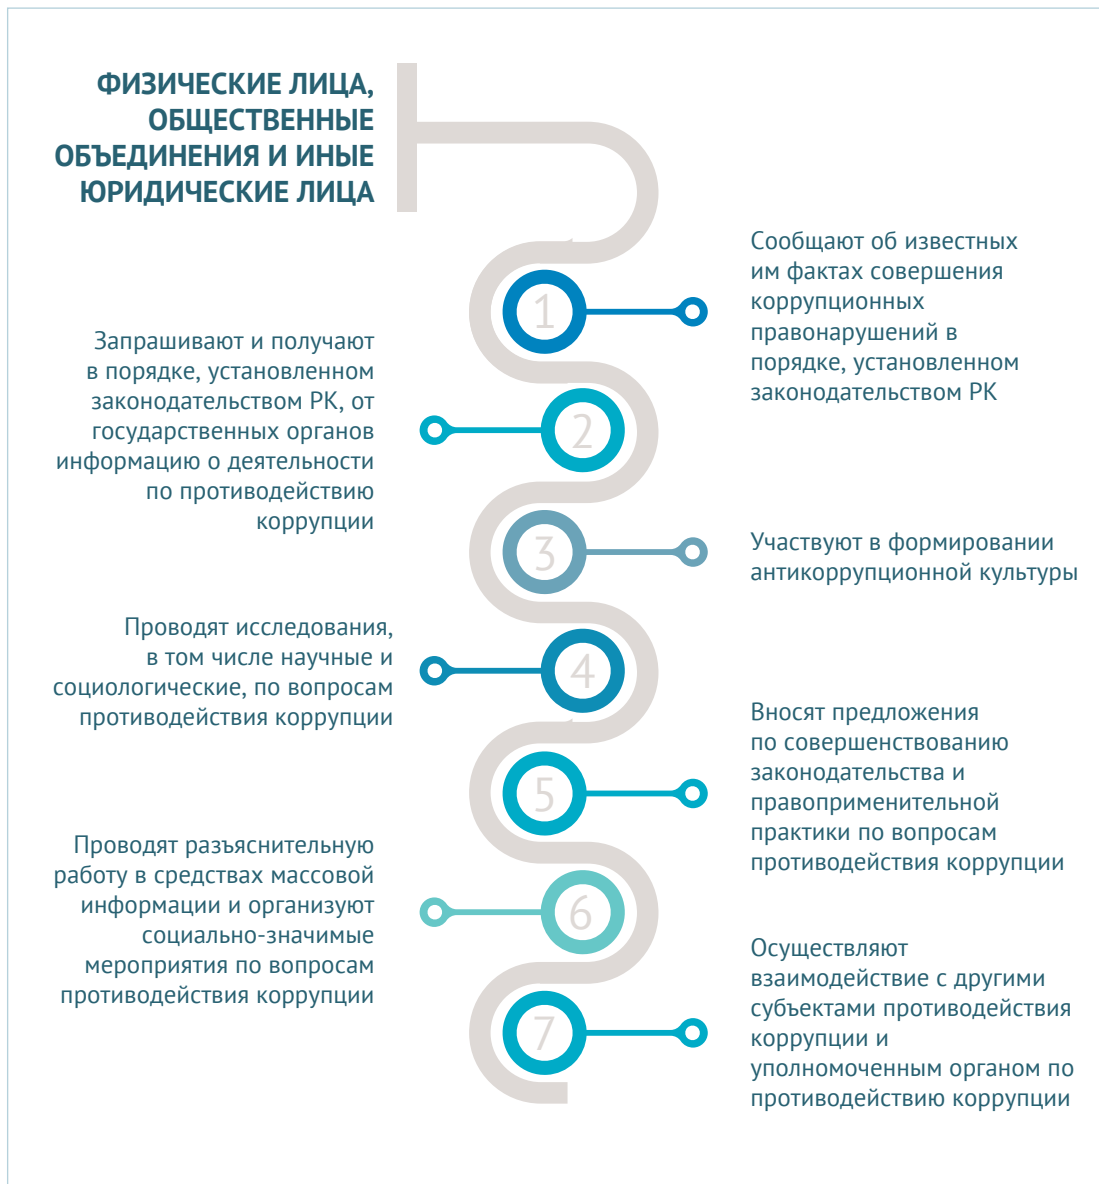 ФИЗИЧЕСКИЕ ЛИЦА,
ОБЩЕСТВЕННЫЕ
ОБЪЕДИНЕНИЯ И ИНЫЕ
ЮРИДИЧЕСКИЕ ЛИЦА
1
Сообщают об известных
им фактах совершения
коррупционных
правонарушений в
порядке, установленном
законодательством РК
2
Запрашивают и получают
в порядке, установленном
законодательством РК, от
государственных органов
информацию о деятельности
по противодействию
коррупции
3
Участвуют в формировании
антикоррупционной культуры
4
Проводят исследования,
в том числе научные и
социологические, по вопросам
противодействия коррупции
5
Вносят предложения
по совершенствованию
законодательства и
правоприменительной
практики по вопросам
противодействия коррупции
6
Проводят разъяснительную
работу в средствах массовой
информации и организуют
социально-значимые
мероприятия по вопросам
противодействия коррупции
7
Осуществляют
взаимодействие с другими
субъектами противодействия
коррупции и
уполномоченным органом по
противодействию коррупции